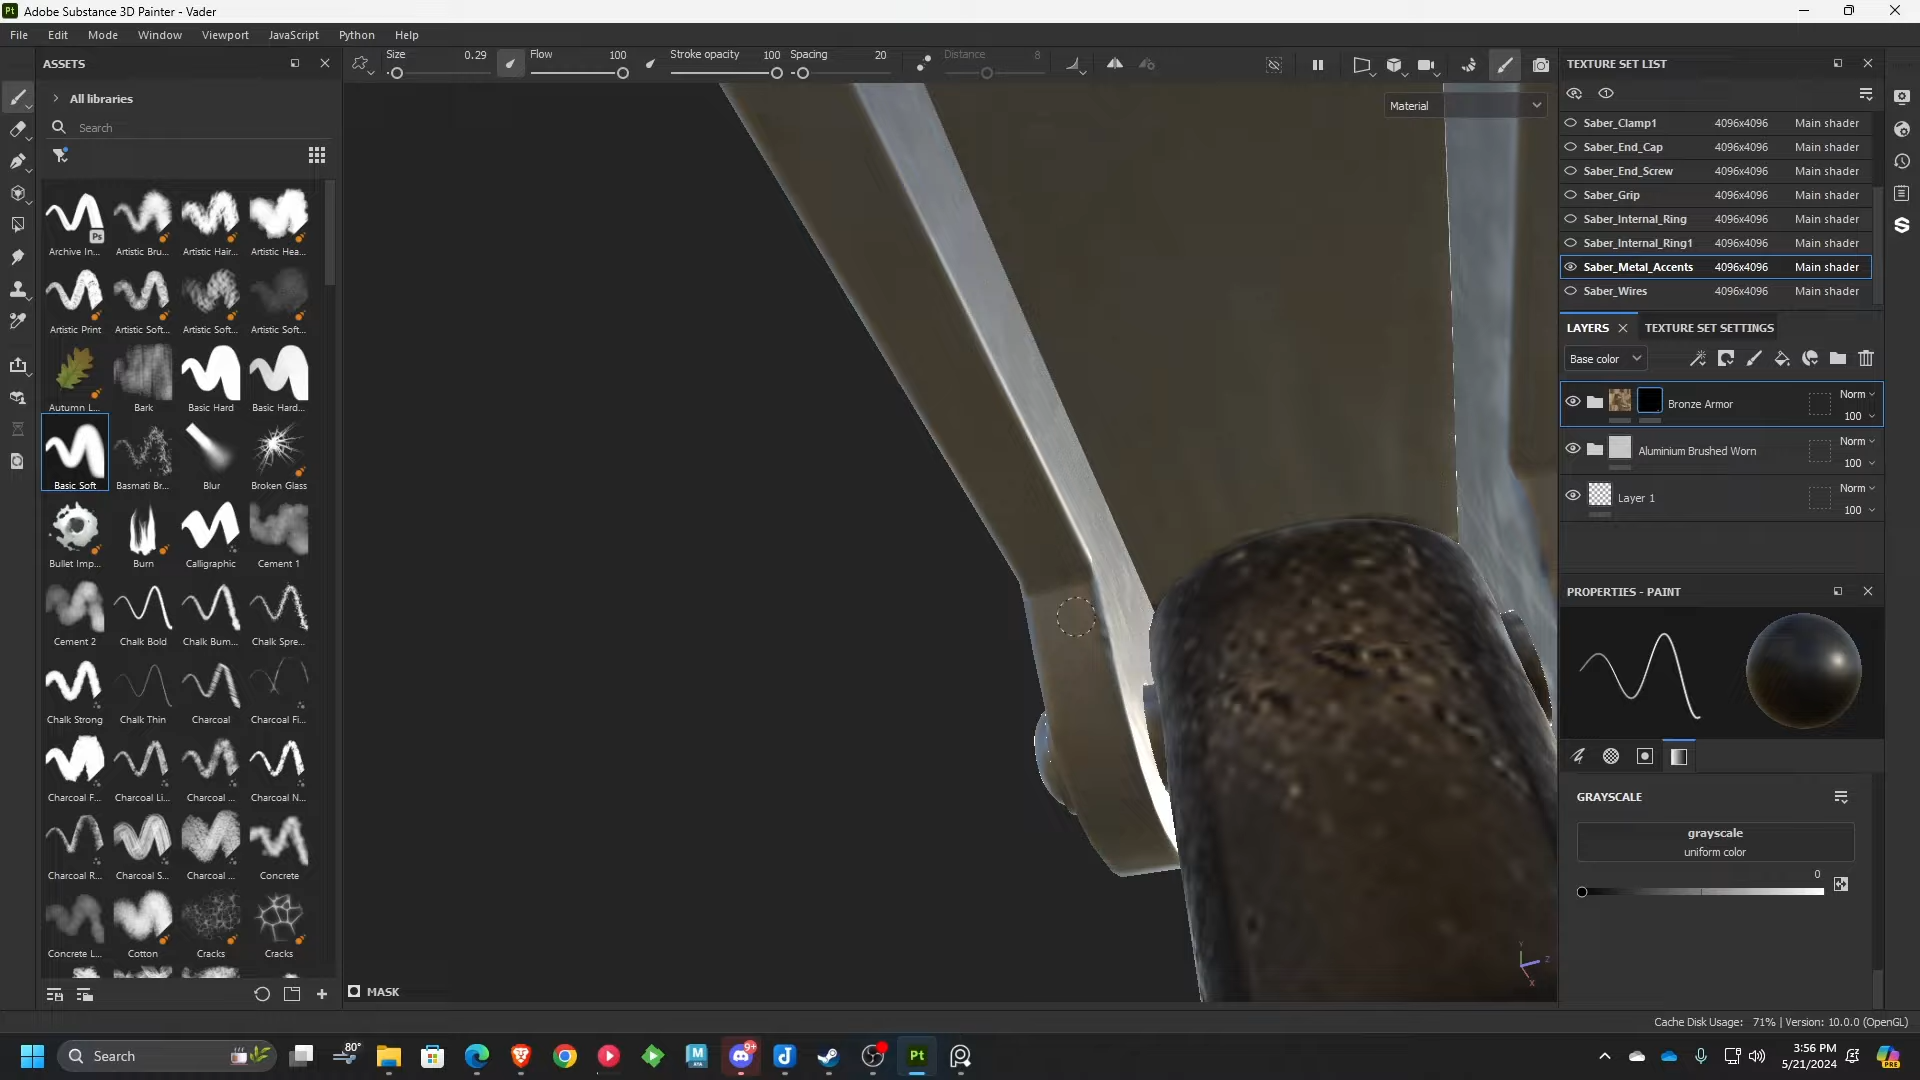 Pt Adobe Substance 3D Painter - Vader
File Edit Mode Window Viewport JavaScript Python Help
ASSETS
All libraries
Search
Archive In... Ps Artistic Bru... Artistic Hair... Artistic Hea...
Artistic Print Artistic Soft... Artistic Soft... Artistic Soft...
Autumn L... Bark Basic Hard Basic Hard...
Basic Soft Basmati Br... Blur Broken Glass
Bullet Imp... Burn Calligraphic Cement 1
Cement 2 Chalk Bold Chalk Bum... Chalk Spre...
Chalk Strong Chalk Thin Charcoal Charcoal Fi...
Charcoal F... Charcoal Li... Charcoal ... Charcoal N...
Charcoal R... Charcoal S... Charcoal ... Concrete
Concrete L... Cotton Cracks Cracks
Size 0.29 Flow 100 Stroke opacity 100 Spacing 20 Distance 8
Material
MASK
Y Z X
TEXTURE SET LIST
Saber_Clamp1 4096x4096 Main shader
Saber_End_Cap 4096x4096 Main shader
Saber_End_Screw 4096x4096 Main shader
Saber_Grip 4096x4096 Main shader
Saber_Internal_Ring 4096x4096 Main shader
Saber_Internal_Ring1 4096x4096 Main shader
Saber_Metal_Accents 4096x4096 Main shader
Saber_Wires 4096x4096 Main shader
LAYERS TEXTURE SET SETTINGS
Base color
Bronze Armor Norm 100
Aluminium Brushed Worn Norm 100
Layer 1 Norm 100
PROPERTIES - PAINT
GRAYSCALE
grayscale
uniform color
0
Cache Disk Usage: 71% | Version: 10.0.0 (OpenGL)
Search
80°
M
9+
Pt
3:56 PM
5/21/2024
PRE